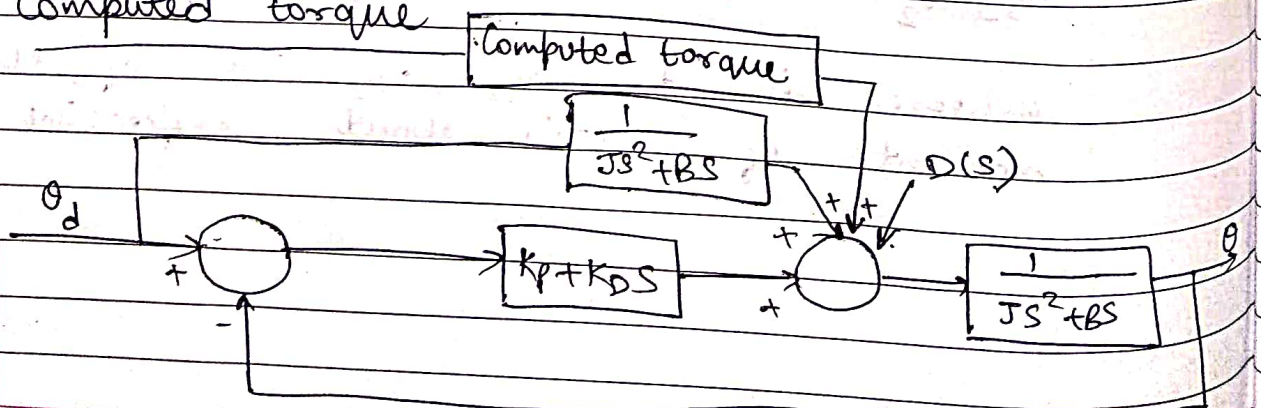 Computed torque
Computed torque
1
JS²+BS
D(S)
θd
+ +
+
+
-
KP+KDS
+
1
JS²+BS
θ